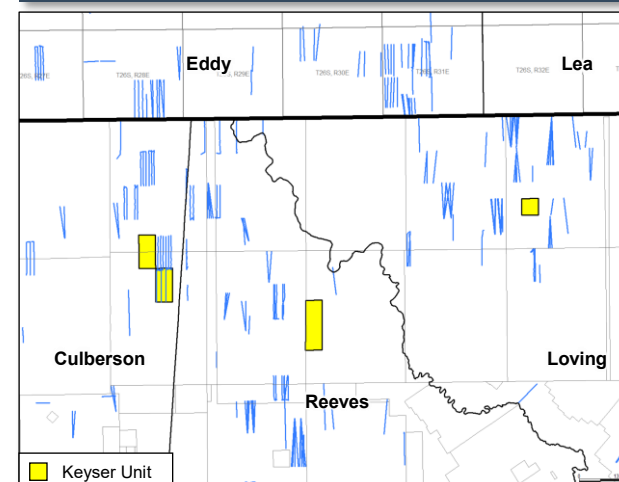 Eddy
Lea
T26S, R28E
T26S, R30E
T26S, R31E
T26S, R32E
Culberson
Loving
Reeves
Keyser Unit